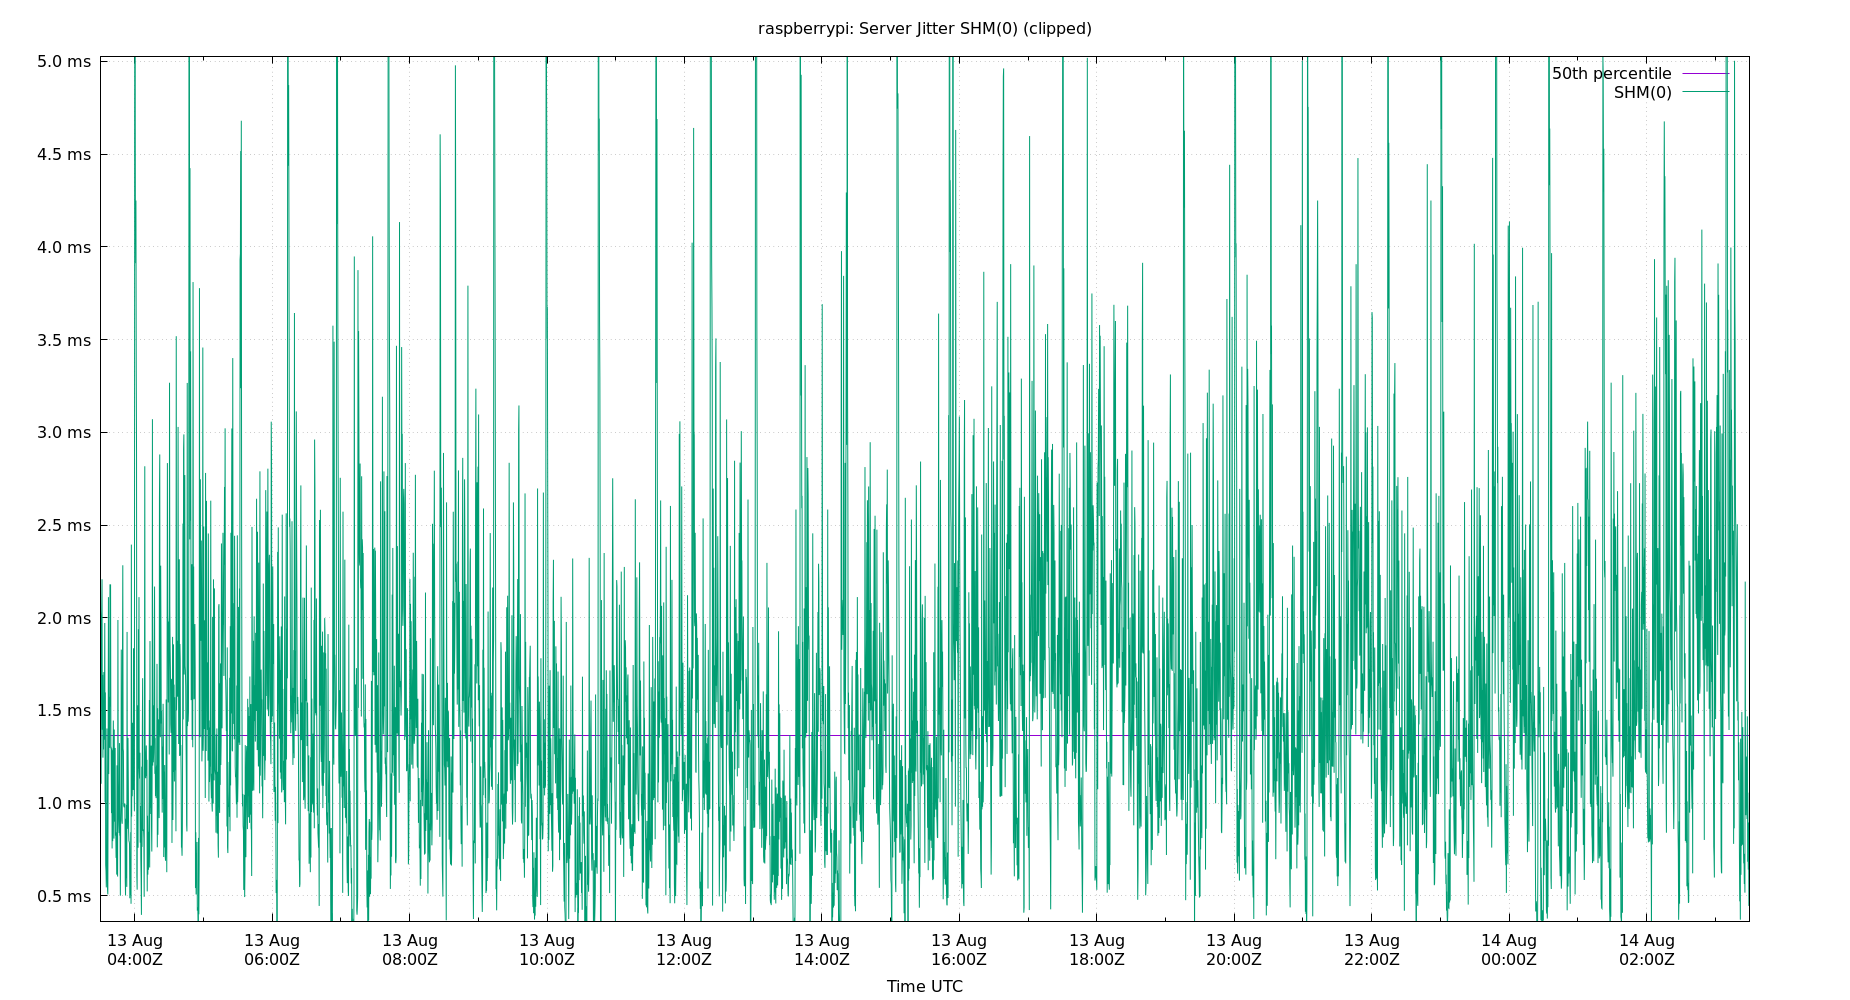 raspberrypi: Server Jitter SHM(0) (clipped)
5.0 ms
4.5 ms
4.0 ms
3.5 ms
3.0 ms
2.5 ms
2.0 ms
1.5 ms
1.0 ms
0.5 ms
50th percentile
SHM(0)
13 Aug 13 Aug 13 Aug 13 Aug 13 Aug 13 Aug 13 Aug 13 Aug 13 Aug 13 Aug 14 Aug 14 Aug
04:00Z 06:00Z 08:00Z 10:00Z 12:00Z 14:00Z 16:00Z 18:00Z 20:00Z 22:00Z 00:00Z 02:00Z
Time UTC